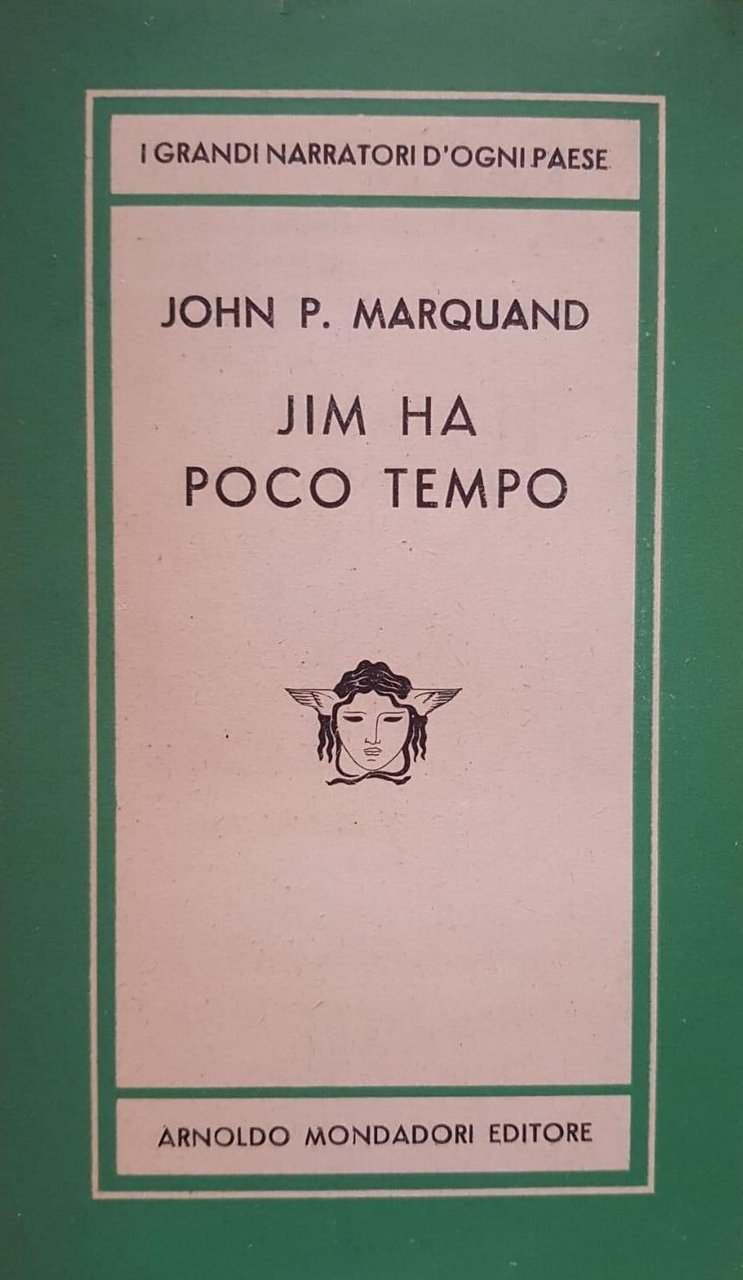 I GRANDI NARRATORI D'OGNI PAESE
JOHN P. MARQUAND
JIM HA
POCO TEMPO
ARNOLDO MONDADORI EDITORE